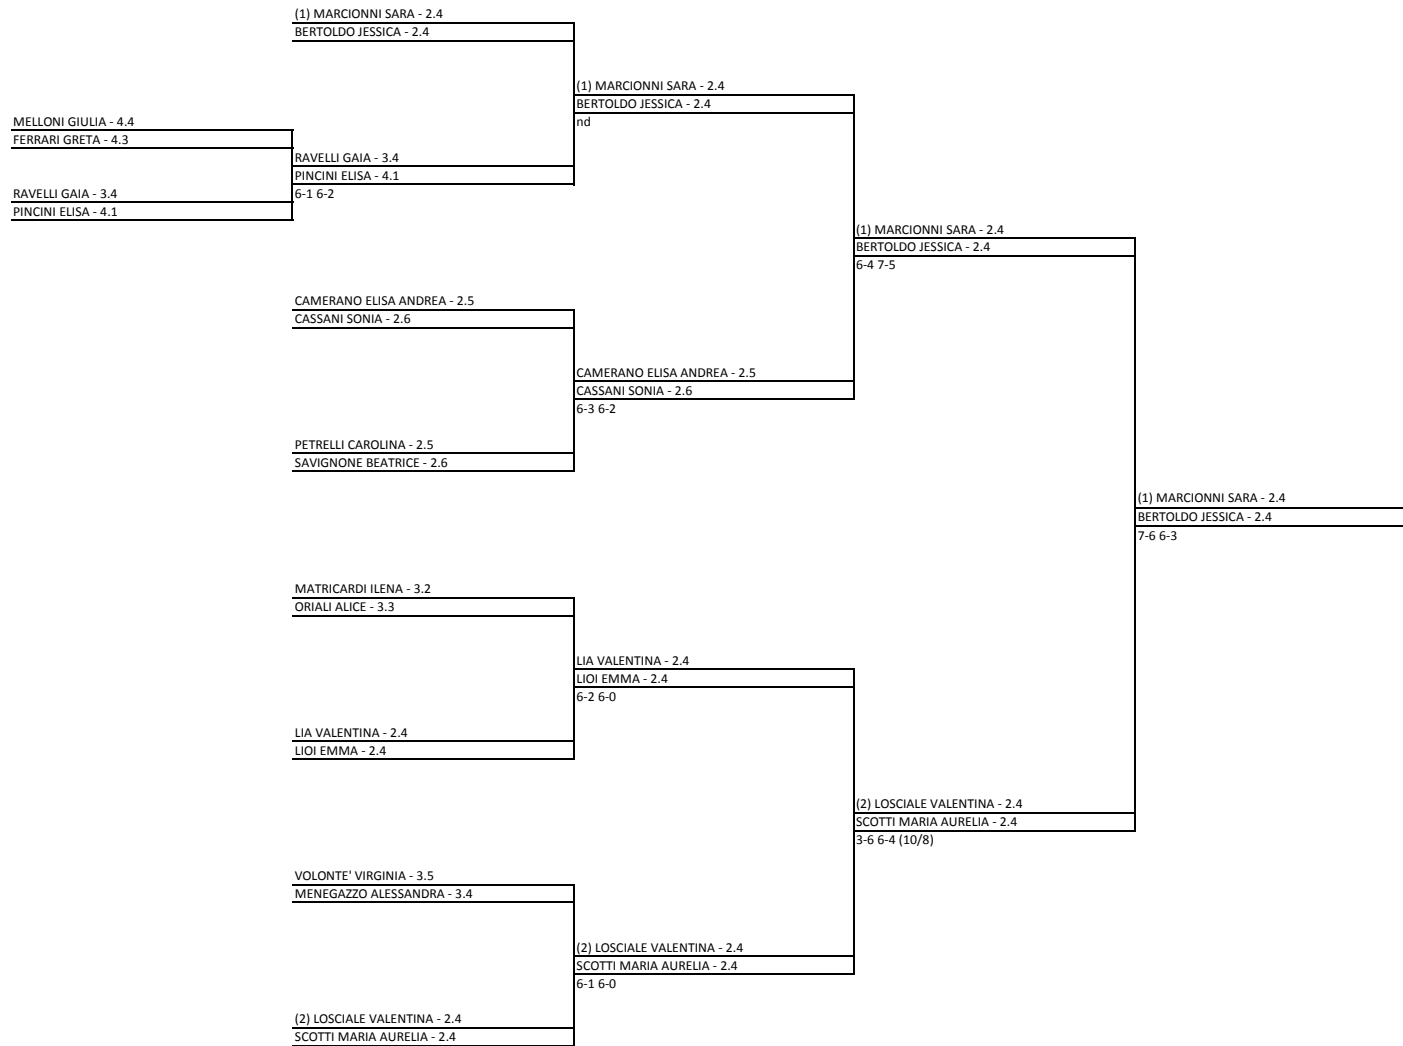 (1) MARCIONNI SARA - 2.4
BERTOLDO JESSICA - 2.4
(1) MARCIONNI SARA - 2.4
BERTOLDO JESSICA - 2.4
nd
MELLONI GIULIA - 4.4
FERRARI GRETA - 4.3
RAVELLI GAIA - 3.4
PINCINI ELISA - 4.1
6-1 6-2
RAVELLI GAIA - 3.4
PINCINI ELISA - 4.1
(1) MARCIONNI SARA - 2.4
BERTOLDO JESSICA - 2.4
6-4 7-5
CAMERANO ELISA ANDREA - 2.5
CASSANI SONIA - 2.6
CAMERANO ELISA ANDREA - 2.5
CASSANI SONIA - 2.6
6-3 6-2
PETRELLI CAROLINA - 2.5
SAVIGNONE BEATRICE - 2.6
(1) MARCIONNI SARA - 2.4
BERTOLDO JESSICA - 2.4
7-6 6-3
MATRICARDI ILENA - 3.2
ORIALI ALICE - 3.3
LIA VALENTINA - 2.4
LIOI EMMA - 2.4
6-2 6-0
LIA VALENTINA - 2.4
LIOI EMMA - 2.4
(2) LOSCIALE VALENTINA - 2.4
SCOTTI MARIA AURELIA - 2.4
3-6 6-4 (10/8)
VOLONTE' VIRGINIA - 3.5
MENEGAZZO ALESSANDRA - 3.4
(2) LOSCIALE VALENTINA - 2.4
SCOTTI MARIA AURELIA - 2.4
6-1 6-0
(2) LOSCIALE VALENTINA - 2.4
SCOTTI MARIA AURELIA - 2.4